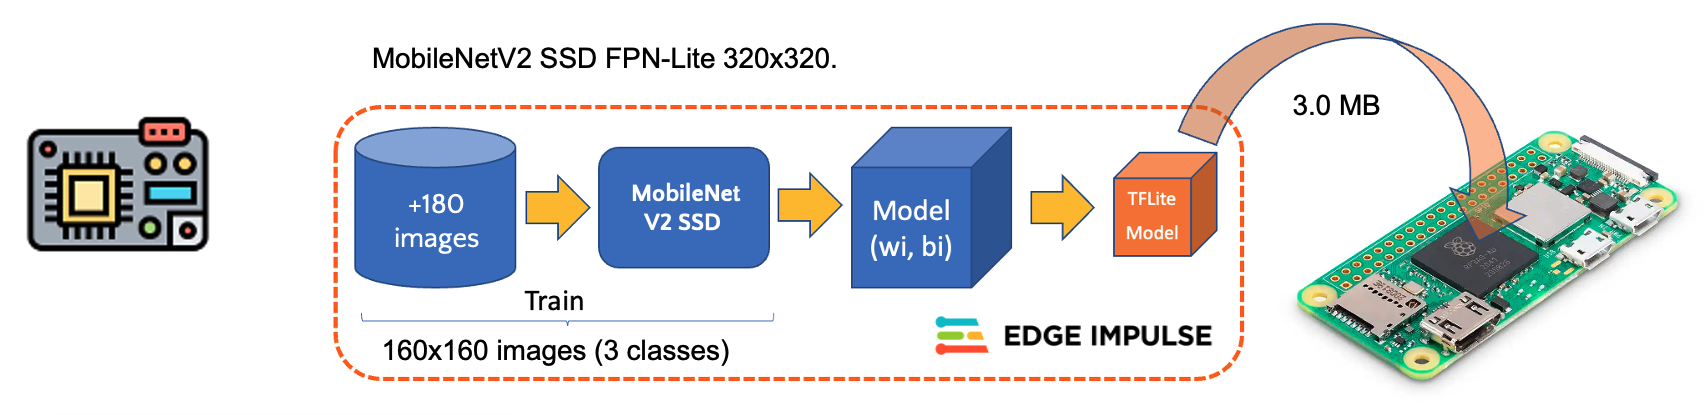 MobileNetV2 SSD FPN-Lite 320x320.
3.0 MB
+180
images
MobileNet
V2 SSD
Model
(wi, bi)
TFLite
Model
Train
160x160 images (3 classes)
EDGE IMPULSE